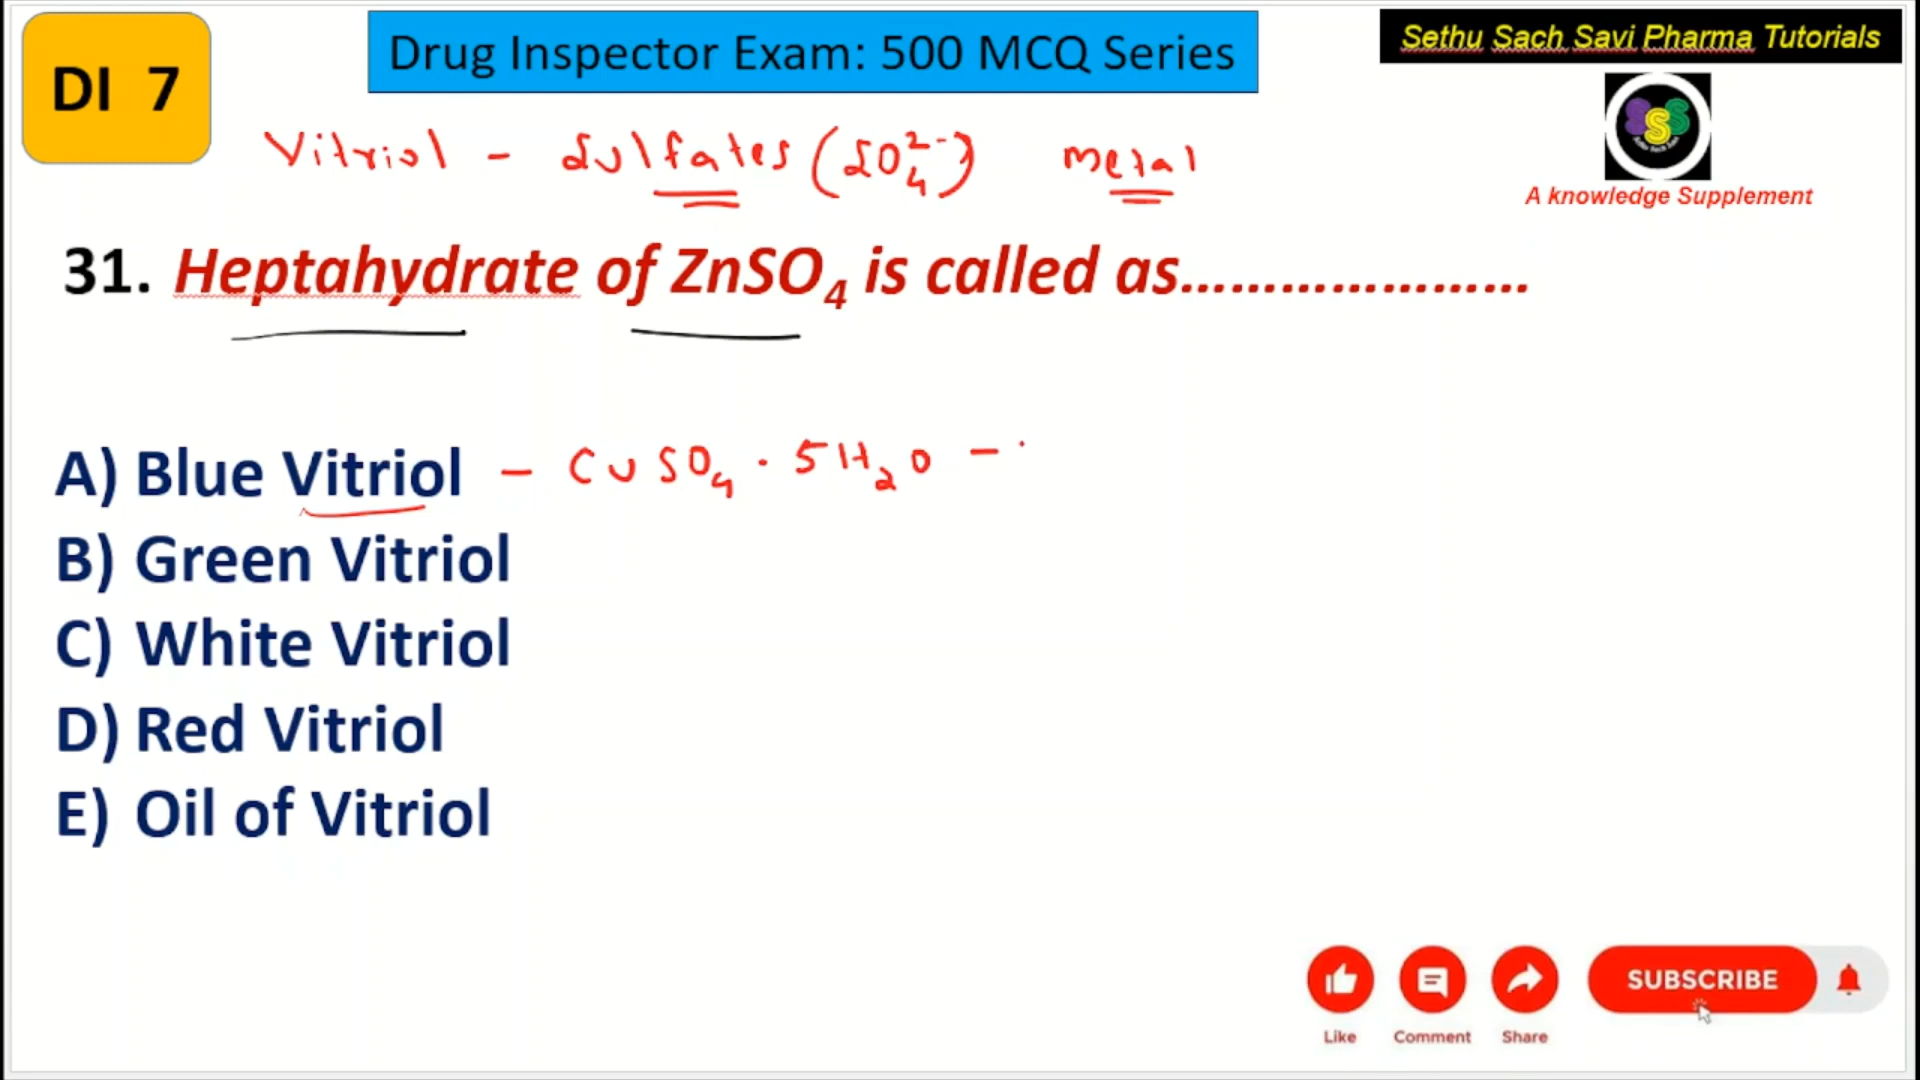 DI 7
Drug Inspector Exam: 500 MCQ Series
Sethu Sach Savi Pharma Tutorials
SSS
A knowledge Supplement
Vitriol - Sulfates (SO₄²⁻) metal
31. Heptahydrate of ZnSO₄ is called as.....................
A) Blue Vitriol - CuSO₄ · 5H₂O -
B) Green Vitriol
C) White Vitriol
D) Red Vitriol
E) Oil of Vitriol
Like Comment Share SUBSCRIBE